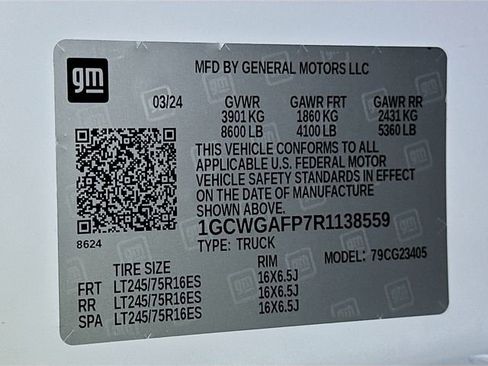 gm
MFD BY GENERAL MOTORS LLC
03/24 GVWR GAWR FRT GAWR RR
3901 KG 1860 KG 2431 KG
8600 LB 4100 LB 5360 LB
THIS VEHICLE CONFORMS TO ALL
APPLICABLE U.S. FEDERAL MOTOR
VEHICLE SAFETY STANDARDS IN EFFECT
ON THE DATE OF MANUFACTURE
SHOWN ABOVE.
8624 1GCWGAFP7R1138559
TYPE: TRUCK MODEL: 79CG23405
TIRE SIZE RIM
FRT LT245/75R16ES 16X6.5J
RR LT245/75R16ES 16X6.5J
SPA LT245/75R16ES 16X6.5J